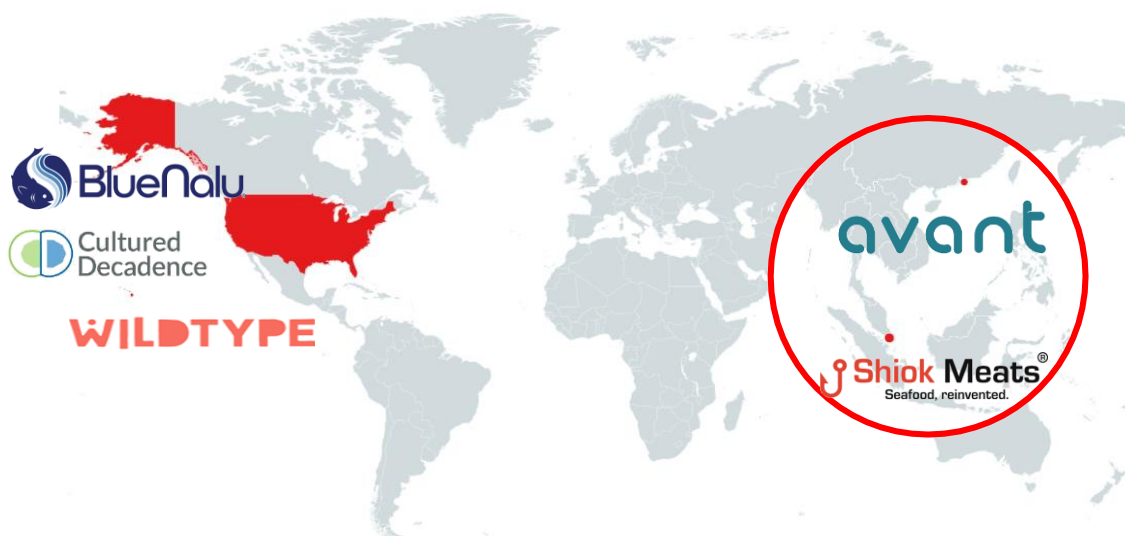 BlueNalu
Cultured
Decadence
WILDTYPE
avant
Shiok Meats®
Seafood, reinvented.